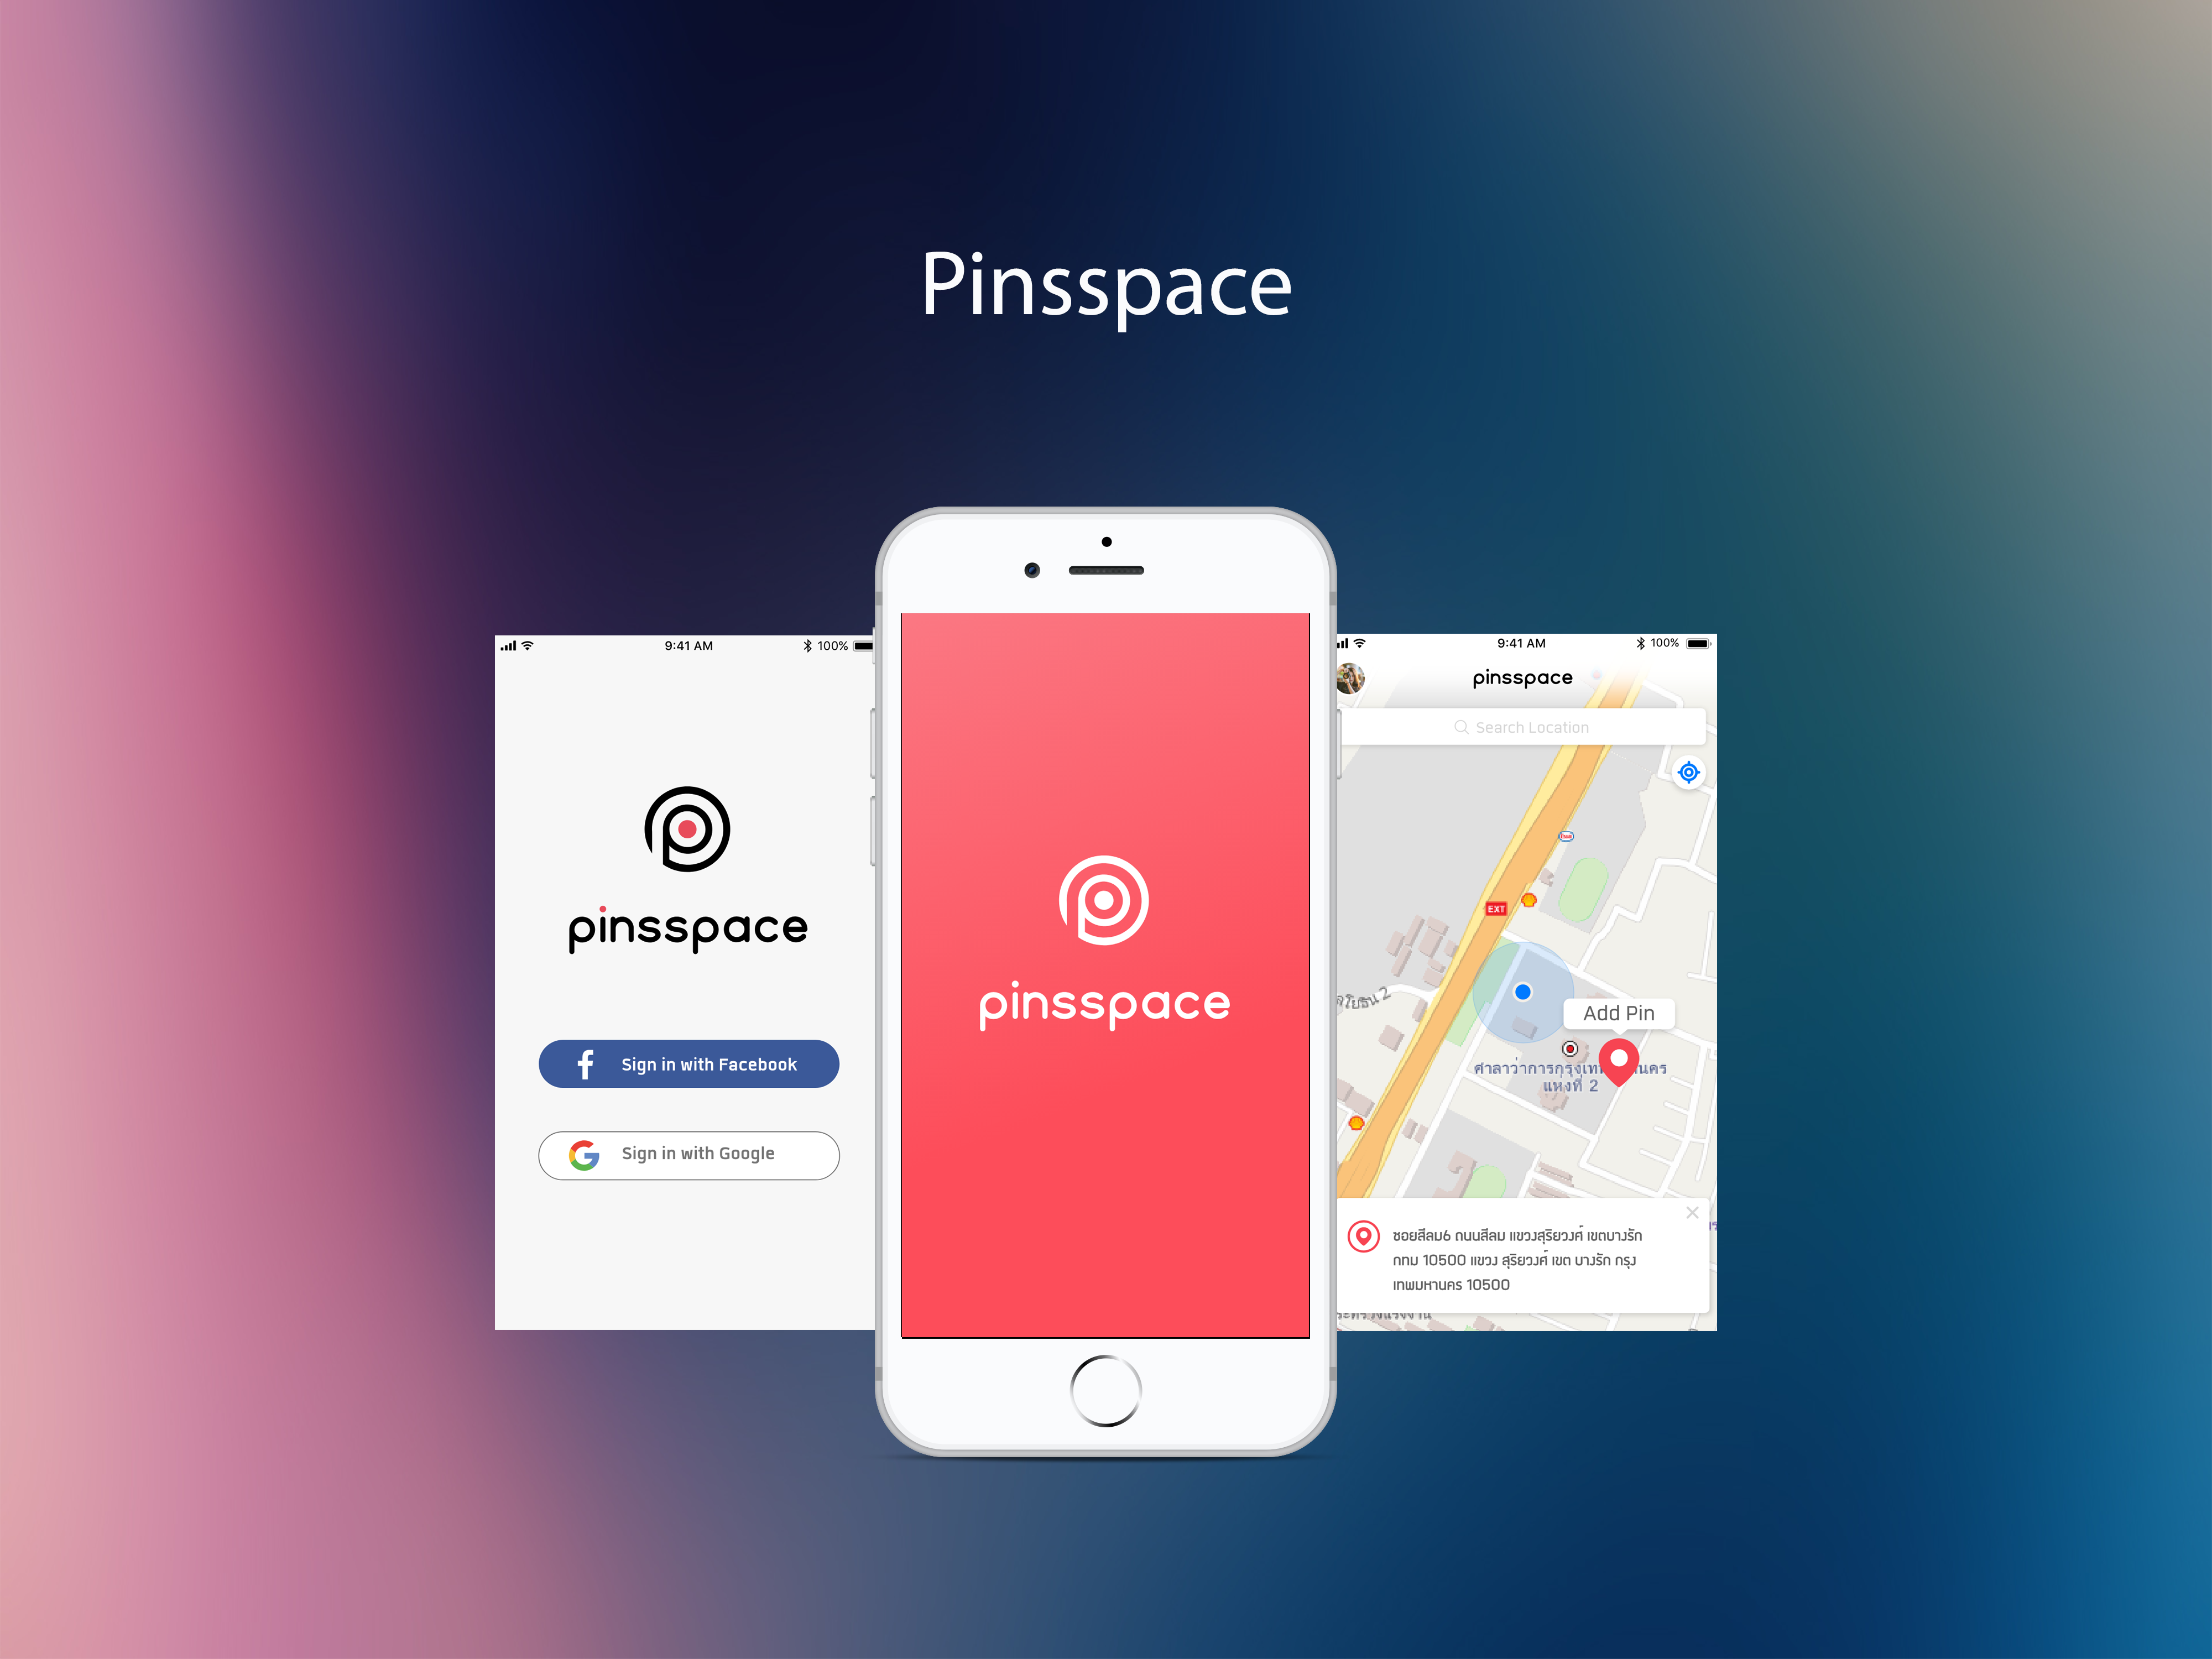 Pinsspace
9:41 AM
100%
pinsspace
Sign in with Facebook
Sign in with Google
pinsspace
9:41 AM
100%
pinsspace
Search Location
EXT
Add Pin
ศาลาว่าการกรุงเท
นคร
แหงที่ 2
ซอยสีลม6 ถนนสีลม แขวงสุริยวงศ์ เขตบางรัก
กทม 10500 แขวง สุริยวงศ์ เขต บางรัก กรุง
เทพมหานคร 10500